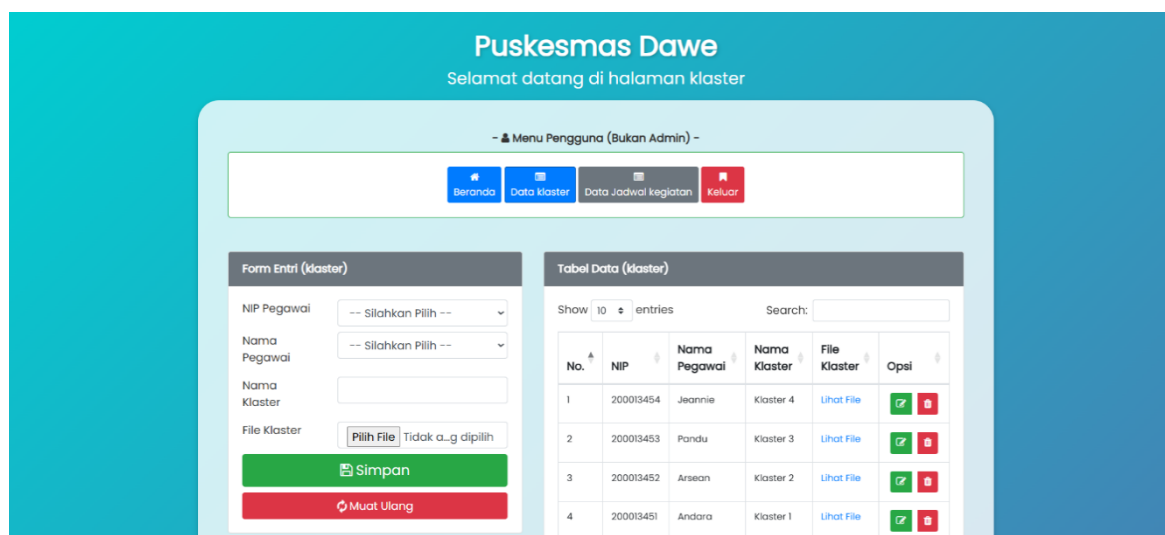 Puskesmas Dawe
Selamat datang di halaman klaster
- Menu Pengguna (Bukan Admin) -
Beranda Data klaster Data Jadwal kegiatan Keluar
Form Entri (klaster)
NIP Pegawai -- Silahkan Pilih --
Nama Pegawai -- Silahkan Pilih --
Nama Klaster
File Klaster Pilih File Tidak a...g dipilih
Simpan
Muat Ulang
Tabel Data (klaster)
Show 10 entries Search:
No. NIP Nama Pegawai Nama Klaster File Klaster Opsi
1 200013454 Jeannie Klaster 4 Lihat File
2 200013453 Pandu Klaster 3 Lihat File
3 200013452 Arsean Klaster 2 Lihat File
4 200013451 Andara Klaster 1 Lihat File